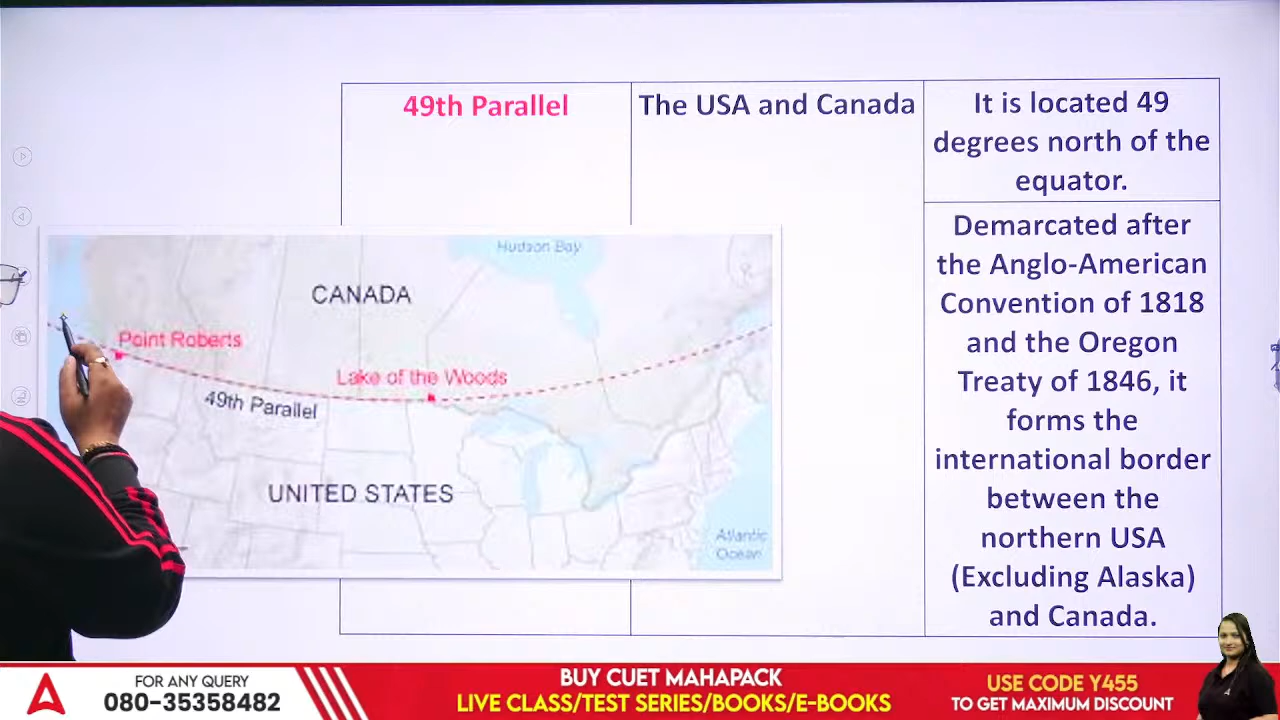 49th Parallel
The USA and Canada
It is located 49
degrees north of the
equator.
Demarcated after
the Anglo-American
Convention of 1818
and the Oregon
Treaty of 1846, it
forms the
international border
between the
northern USA
(Excluding Alaska)
and Canada.
Hudson Bay
CANADA
Point Roberts
Lake of the Woods
49th Parallel
UNITED STATES
Atlantic
Ocean
FOR ANY QUERY
080-35358482
BUY CUET MAHAPACK
LIVE CLASS/TEST SERIES/BOOKS/E-BOOKS
USE CODE Y455
TO GET MAXIMUM DISCOUNT